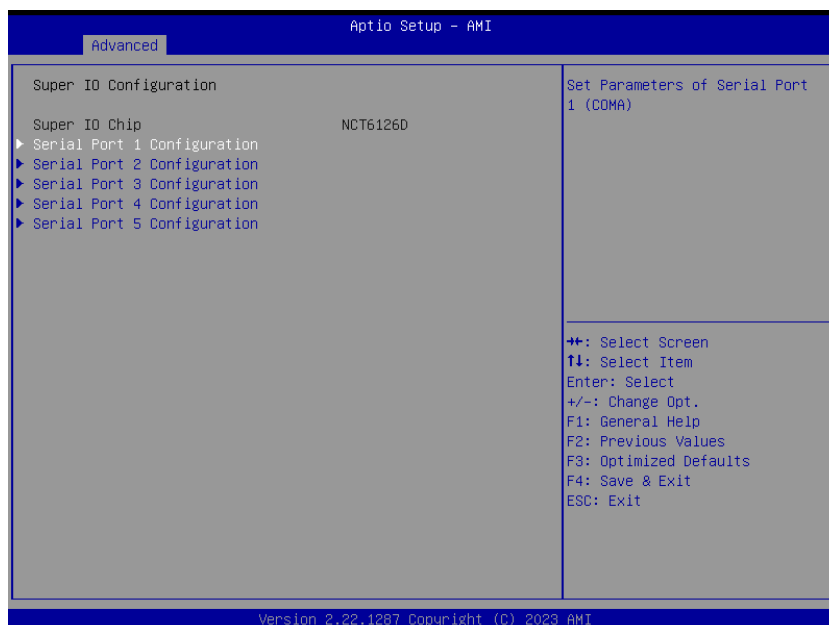 Aptio Setup – AMI
Advanced
Super IO Configuration
Super IO Chip NCT6126D
Serial Port 1 Configuration
Serial Port 2 Configuration
Serial Port 3 Configuration
Serial Port 4 Configuration
Serial Port 5 Configuration
Set Parameters of Serial Port
1 (COMA)
→←: Select Screen
↑↓: Select Item
Enter: Select
+/-: Change Opt.
F1: General Help
F2: Previous Values
F3: Optimized Defaults
F4: Save & Exit
ESC: Exit
Version 2.22.1287 Copyright (C) 2023 AMI